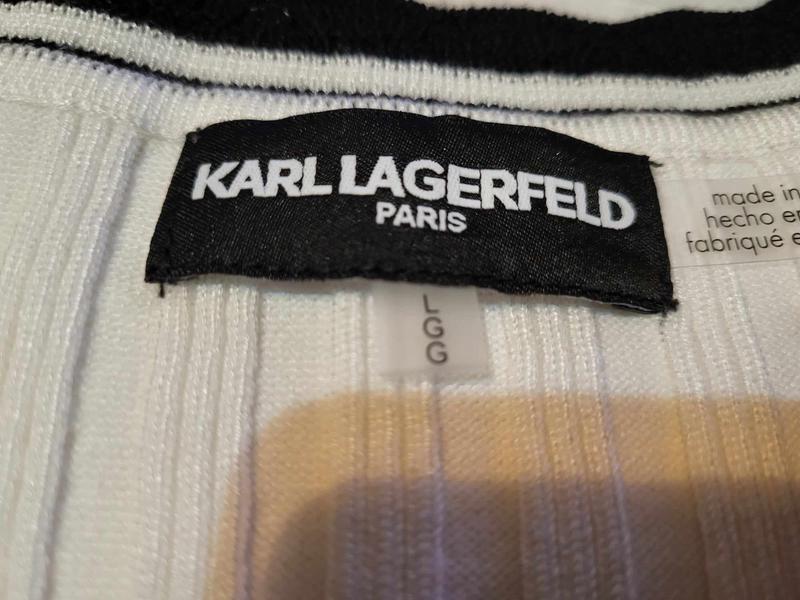 KARL LAGERFELD
PARIS
L
G
G
made in
hecho en
fabriqué e